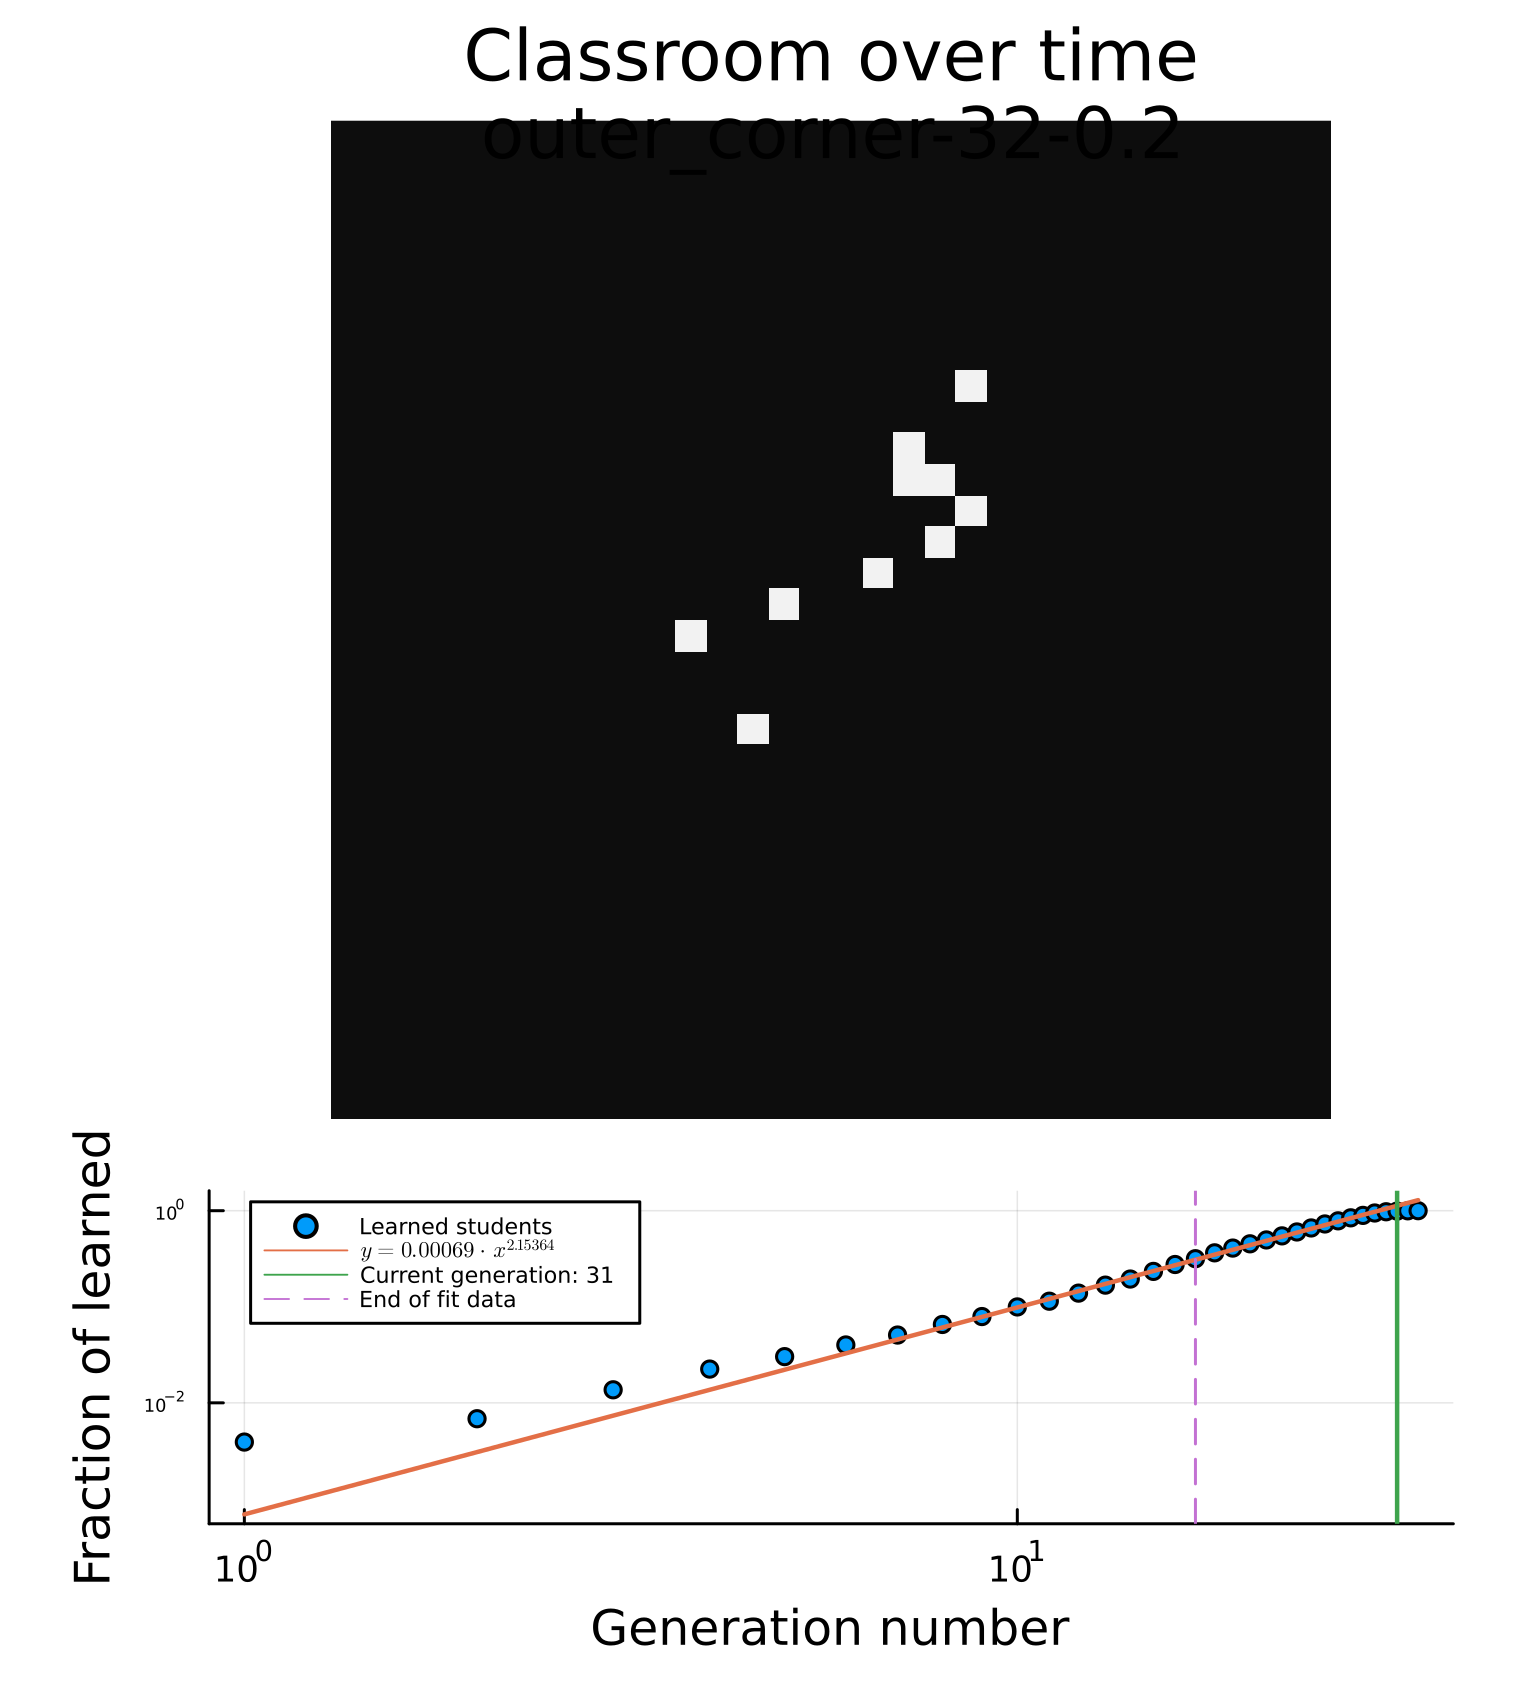 Classroom over time
outer_corner-32-0.2
Fraction of learned
10^0
10^−2
Learned students
y = 0.00069 · x^2.15364
Current generation: 31
End of fit data
10^0
10^1
Generation number